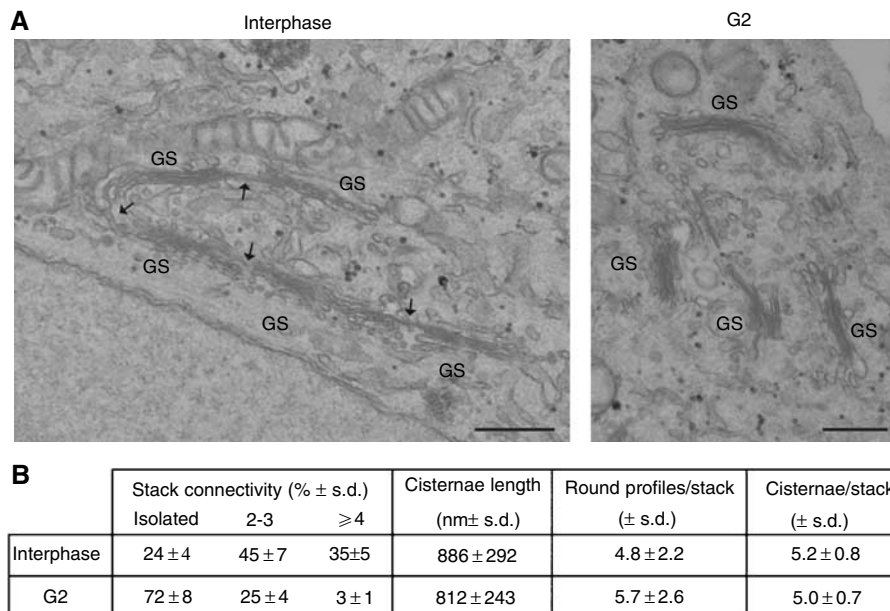 A
Interphase
G2
GS
GS
GS
GS
GS
GS
GS
GS
GS
B
Stack connectivity (% ± s.d.)
Cisternae length
Round profiles/stack
Cisternae/stack
Isolated 2-3 ⩾4
(nm± s.d.)
(± s.d.)
(± s.d.)
Interphase 24±4 45±7 35±5 886±292 4.8±2.2 5.2±0.8
G2 72±8 25±4 3±1 812±243 5.7±2.6 5.0±0.7